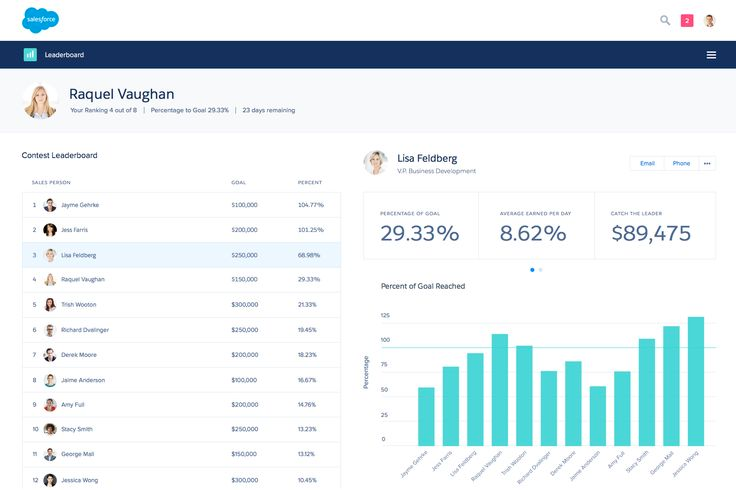 salesforce
2
Leaderboard
Raquel Vaughan
Your Ranking 4 out of 8 | Percentage to Goal 29.33% | 23 days remaining
Contest Leaderboard
SALES PERSON GOAL PERCENT
1 Jayme Gehrke $100,000 104.77%
2 Jess Farris $200,000 101.25%
3 Lisa Feldberg $250,000 68.98%
4 Raquel Vaughan $150,000 29.33%
5 Trish Wooton $300,000 21.33%
6 Richard Dvalinger $250,000 19.45%
7 Derek Moore $200,000 18.23%
8 Jaime Anderson $100,000 16.67%
9 Amy Full $200,000 14.76%
10 Stacy Smith $250,000 13.23%
11 George Mall $150,000 13.12%
12 Jessica Wong $300,000 10.45%
Lisa Feldberg
V.P. Business Development
Email Phone •••
PERCENTAGE OF GOAL
29.33%
AVERAGE EARNED PER DAY
8.62%
CATCH THE LEADER
$89,475
Percent of Goal Reached
Percentage
125
100
75
50
25
0
Jayme Gehrke
Jess Farris
Lisa Feldberg
Raquel Vaughan
Trish Wooton
Richard Dvalinger
Derek Moore
Jaime Anderson
Amy Full
Stacy Smith
George Mall
Jessica Wong